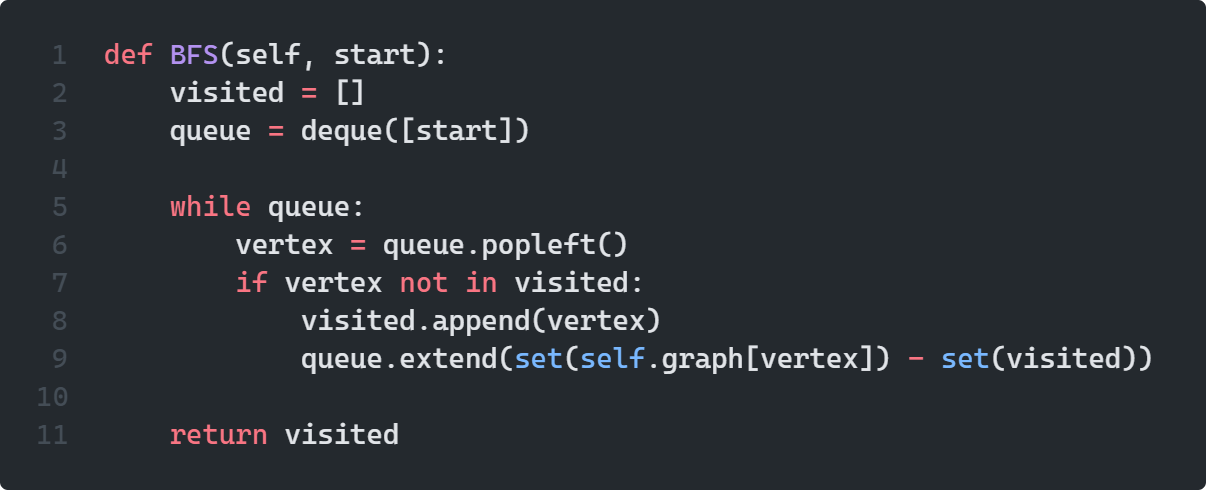 1 def BFS(self, start):
2     visited = []
3     queue = deque([start])
4
5     while queue:
6         vertex = queue.popleft()
7         if vertex not in visited:
8             visited.append(vertex)
9             queue.extend(set(self.graph[vertex]) - set(visited))
10
11     return visited